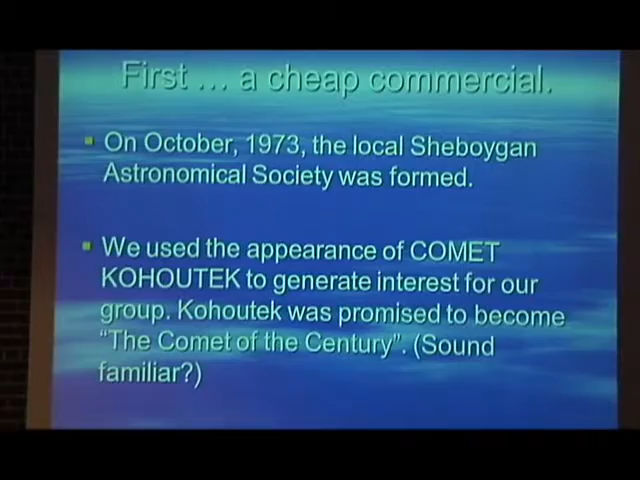 First ... a cheap commercial.
On October, 1973, the local Sheboygan
Astronomical Society was formed.
We used the appearance of COMET
KOHOUTEK to generate interest for our
group. Kohoutek was promised to become
“The Comet of the Century”. (Sound
familiar?)